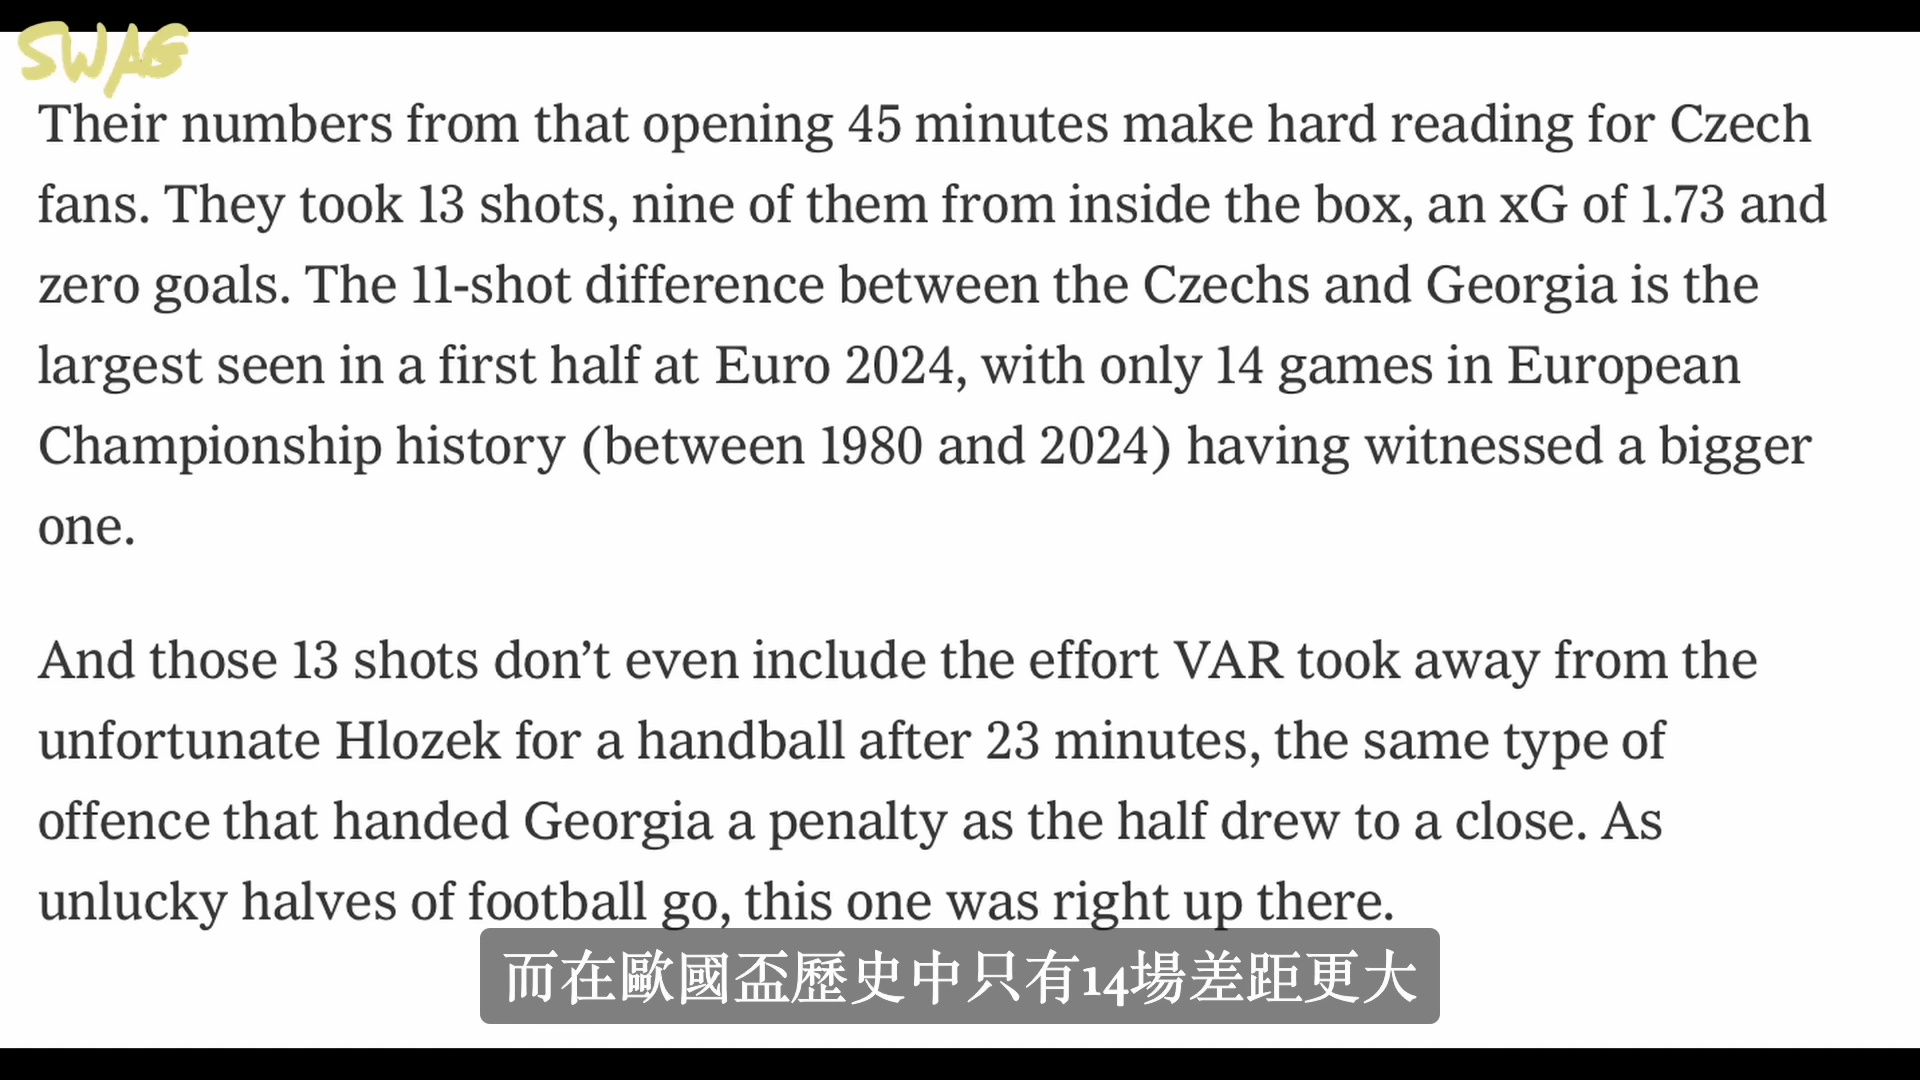 SWAG
Their numbers from that opening 45 minutes make hard reading for Czech
fans. They took 13 shots, nine of them from inside the box, an xG of 1.73 and
zero goals. The 11-shot difference between the Czechs and Georgia is the
largest seen in a first half at Euro 2024, with only 14 games in European
Championship history (between 1980 and 2024) having witnessed a bigger
one.
And those 13 shots don’t even include the effort VAR took away from the
unfortunate Hlozek for a handball after 23 minutes, the same type of
offence that handed Georgia a penalty as the half drew to a close. As
unlucky halves of football go, this one was right up there.
而在歐國盃歷史中只有14場差距更大